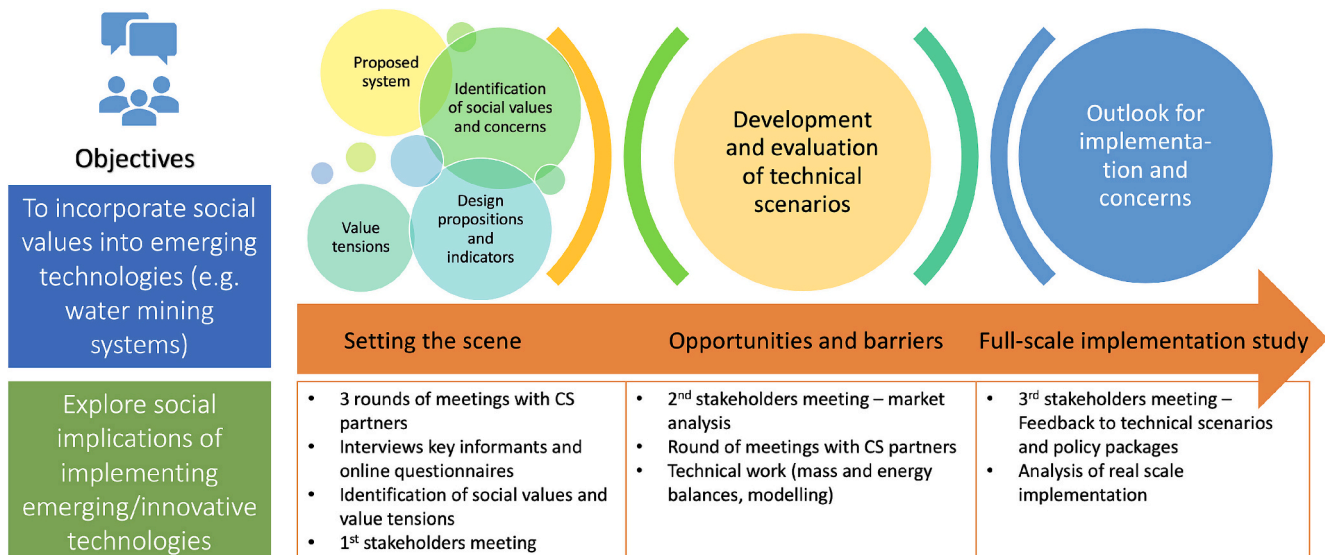 Objectives
To incorporate social
values into emerging
technologies (e.g.
water mining
systems)
Explore social
implications of
implementing
emerging/innovative
technologies
Proposed
system
Identification
of social values
and concerns
Value
tensions
Design
propositions
and
indicators
Development
and evaluation
of technical
scenarios
Outlook for
implementa-
tion and
concerns
Setting the scene
Opportunities and barriers
Full-scale implementation study
• 3 rounds of meetings with CS
partners
• Interviews key informants and
online questionnaires
• Identification of social values and
value tensions
• 1st stakeholders meeting
• 2nd stakeholders meeting – market
analysis
• Round of meetings with CS partners
• Technical work (mass and energy
balances, modelling)
• 3rd stakeholders meeting –
Feedback to technical scenarios
and policy packages
• Analysis of real scale
implementation